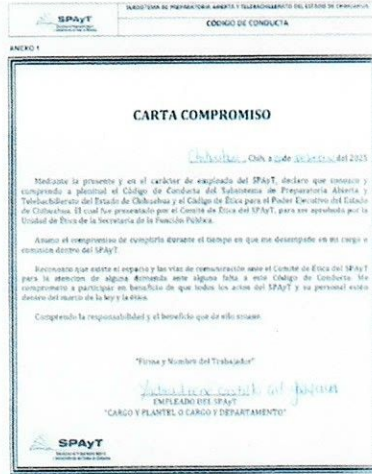 SUBSISTEMA DE PREPARATORIA ABIERTA Y TELEBACHILLERATO DEL ESTADO DE CHIHUAHUA
SPAyT
CÓDIGO DE CONDUCTA
ANEXO 1
CARTA COMPROMISO
Chihuahua, Chih. a de del 2025
Mediante la presente y en el carácter de empleado del SPAyT, declaro que conozco y
comprendo a plenitud el Código de Conducta del Subsistema de Preparatoria Abierta y
Telebachillerato del Estado de Chihuahua y el Código de Ética para el Poder Ejecutivo del Estado
de Chihuahua. El cual fue presentado por el Comité de Ética del SPAyT, para ser aprobado por la
Unidad de Ética de la Secretaría de la Función Pública.
Asumo el compromiso de cumplirlo durante el tiempo en que me desempeñe en mi cargo o
comisión dentro del SPAyT.
Reconozco que existe el espacio y las vías de comunicación ante el Comité de Ética del SPAyT
para la atención de alguna demanda ante alguna falta a este Código de Conducta. Me
comprometo a participar en beneficio de que todos los actos del SPAyT y su personal estén
dentro del marco de la ley y la ética.
Comprendo la responsabilidad y el beneficio que de ello emane.
"Firma y Nombre del Trabajador"
EMPLEADO DEL SPAyT
"CARGO Y PLANTEL O CARGO Y DEPARTAMENTO"
SPAyT